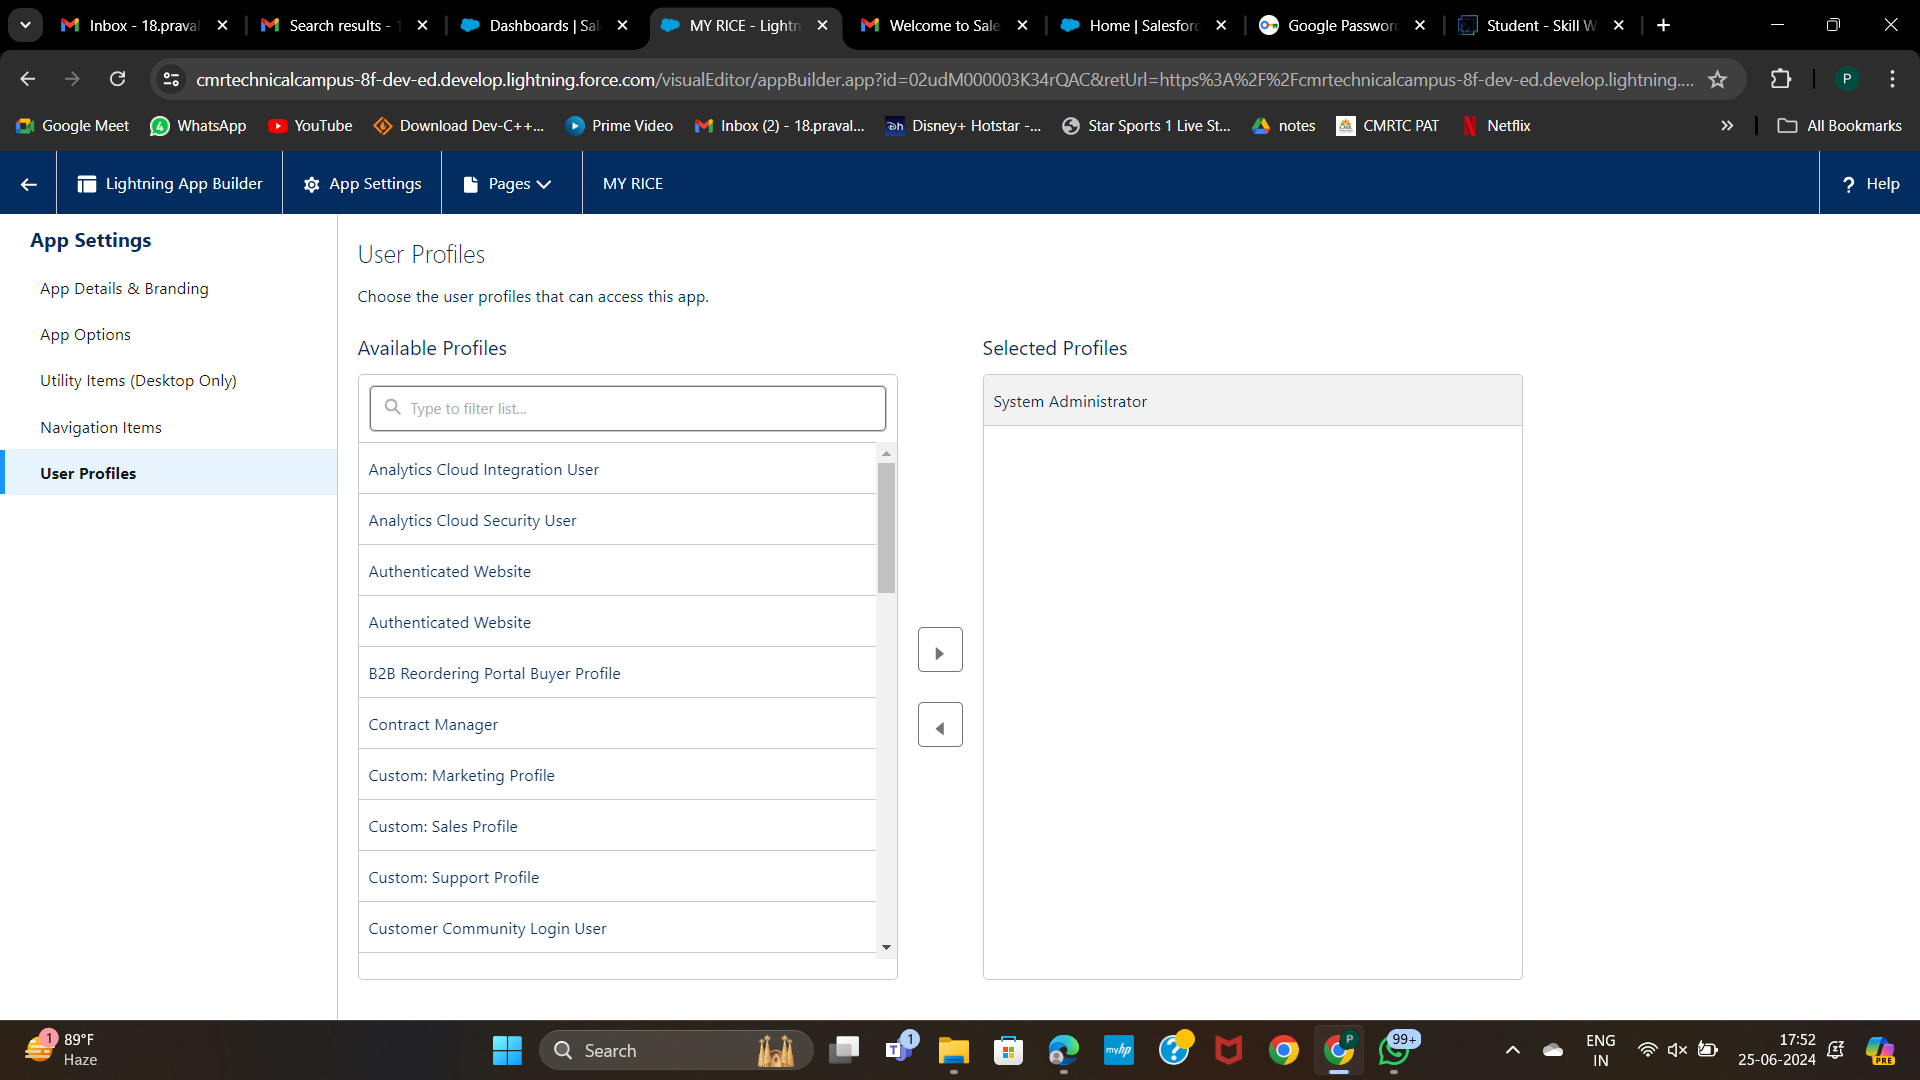 Inbox - 18.praval
Search results - 1
Dashboards | Sal
MY RICE - Lightn
Welcome to Sale
Home | Salesforc
Google Password
Student - Skill W
cmrtechnicalcampus-8f-dev-ed.develop.lightning.force.com/visualEditor/appBuilder.app?id=02udM000003K34rQAC&retUrl=https%3A%2F%2Fcmrtechnicalcampus-8f-dev-ed.develop.lightning....
P
Google Meet
WhatsApp
YouTube
Download Dev-C++...
Prime Video
Inbox (2) - 18.praval...
Disney+ Hotstar -...
Star Sports 1 Live St...
notes
CMRTC PAT
Netflix
»
All Bookmarks
Lightning App Builder
App Settings
Pages
MY RICE
? Help
App Settings
App Details & Branding
App Options
Utility Items (Desktop Only)
Navigation Items
User Profiles
User Profiles
Choose the user profiles that can access this app.
Available Profiles
Type to filter list...
Analytics Cloud Integration User
Analytics Cloud Security User
Authenticated Website
Authenticated Website
B2B Reordering Portal Buyer Profile
Contract Manager
Custom: Marketing Profile
Custom: Sales Profile
Custom: Support Profile
Customer Community Login User
Selected Profiles
System Administrator
1
89°F
Haze
Search
1
myhp
P
99+
ENG
IN
17:52
25-06-2024
PRE